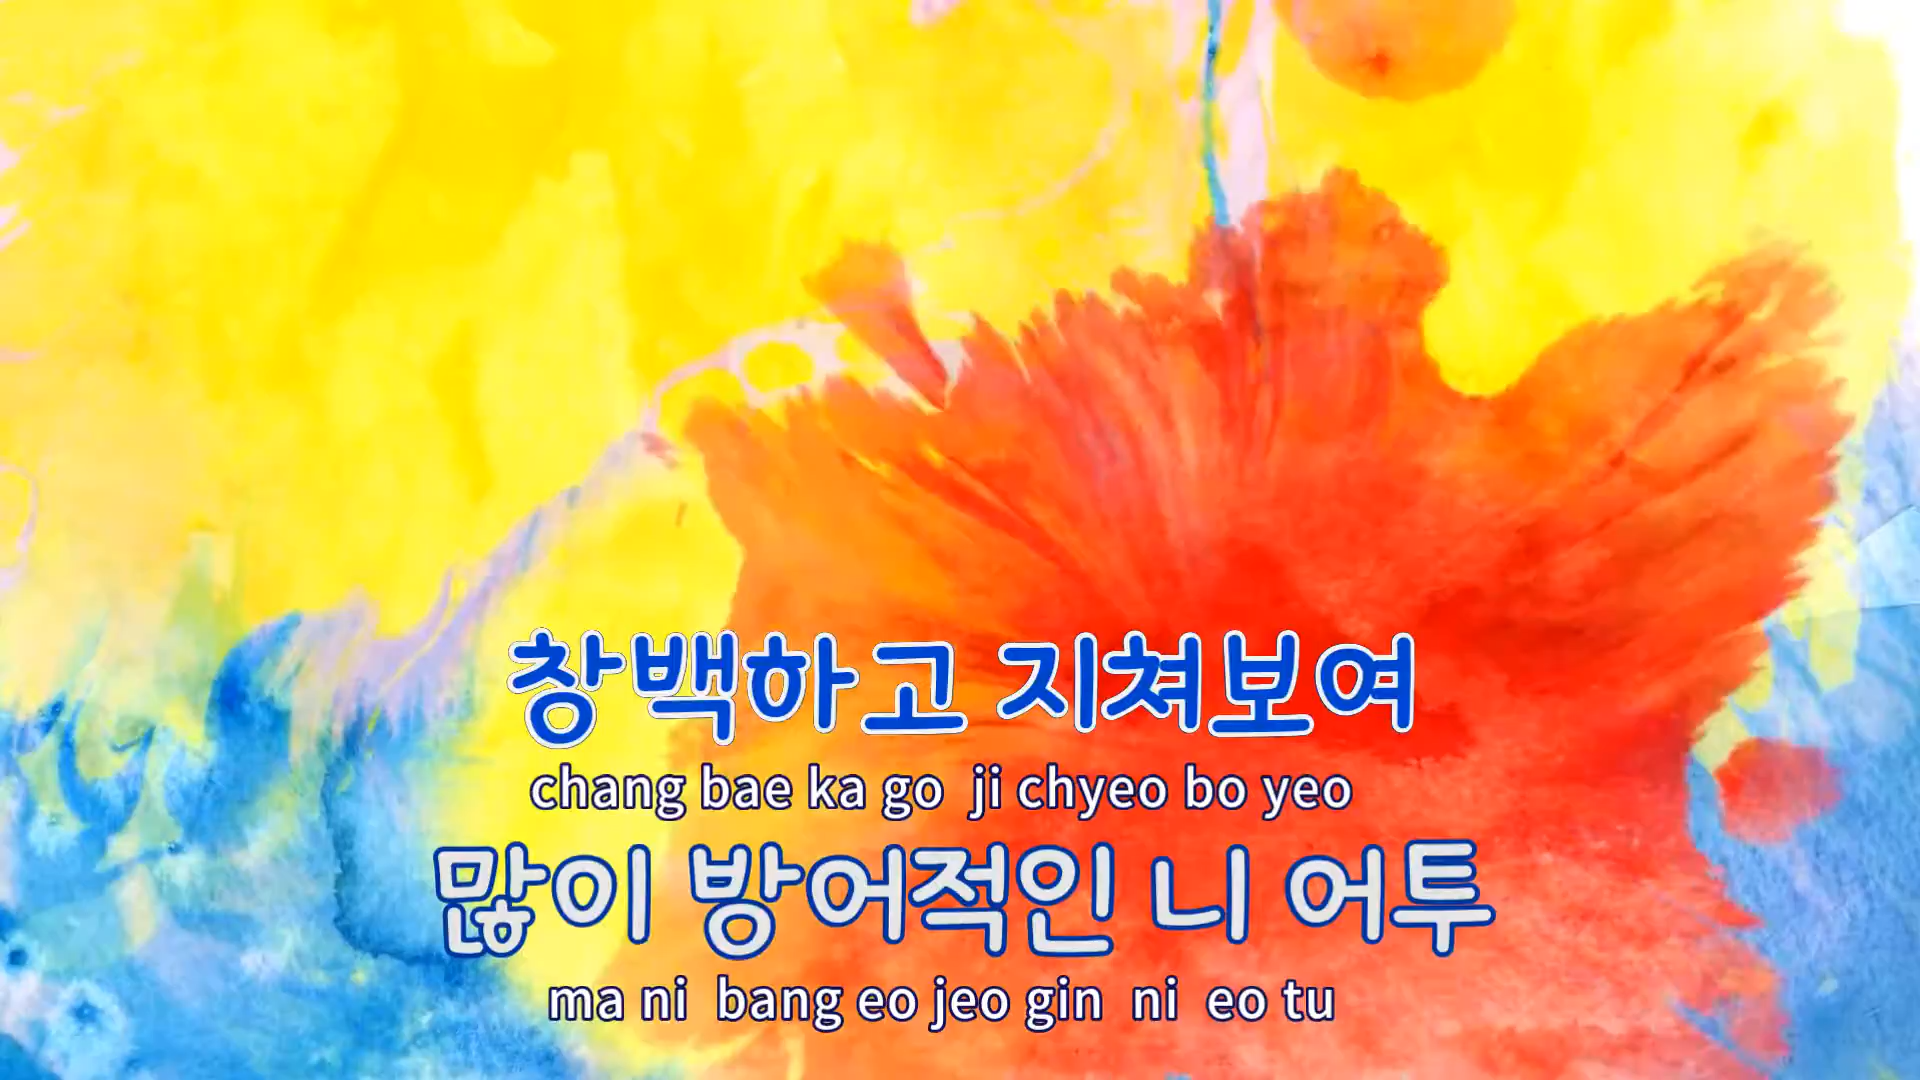 창백하고 지쳐보여
chang bae ka go ji chyeo bo yeo
많이 방어적인 니 어투
ma ni bang eo jeo gin ni eo tu